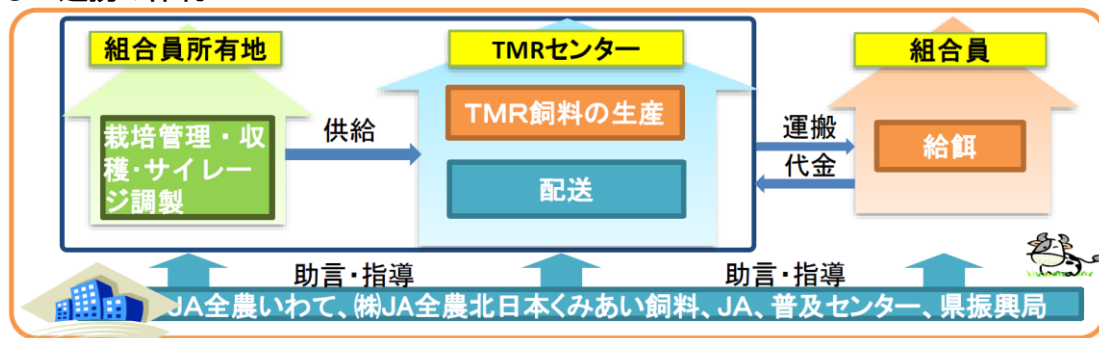 組合員所有地
TMRセンター
組合員
栽培管理・収
穫・サイレー
ジ調製
供給
TMR飼料の生産
配送
運搬
代金
給餌
助言・指導
助言・指導
JA全農いわて、㈱JA全農北日本くみあい飼料、JA、普及センター、県振興局